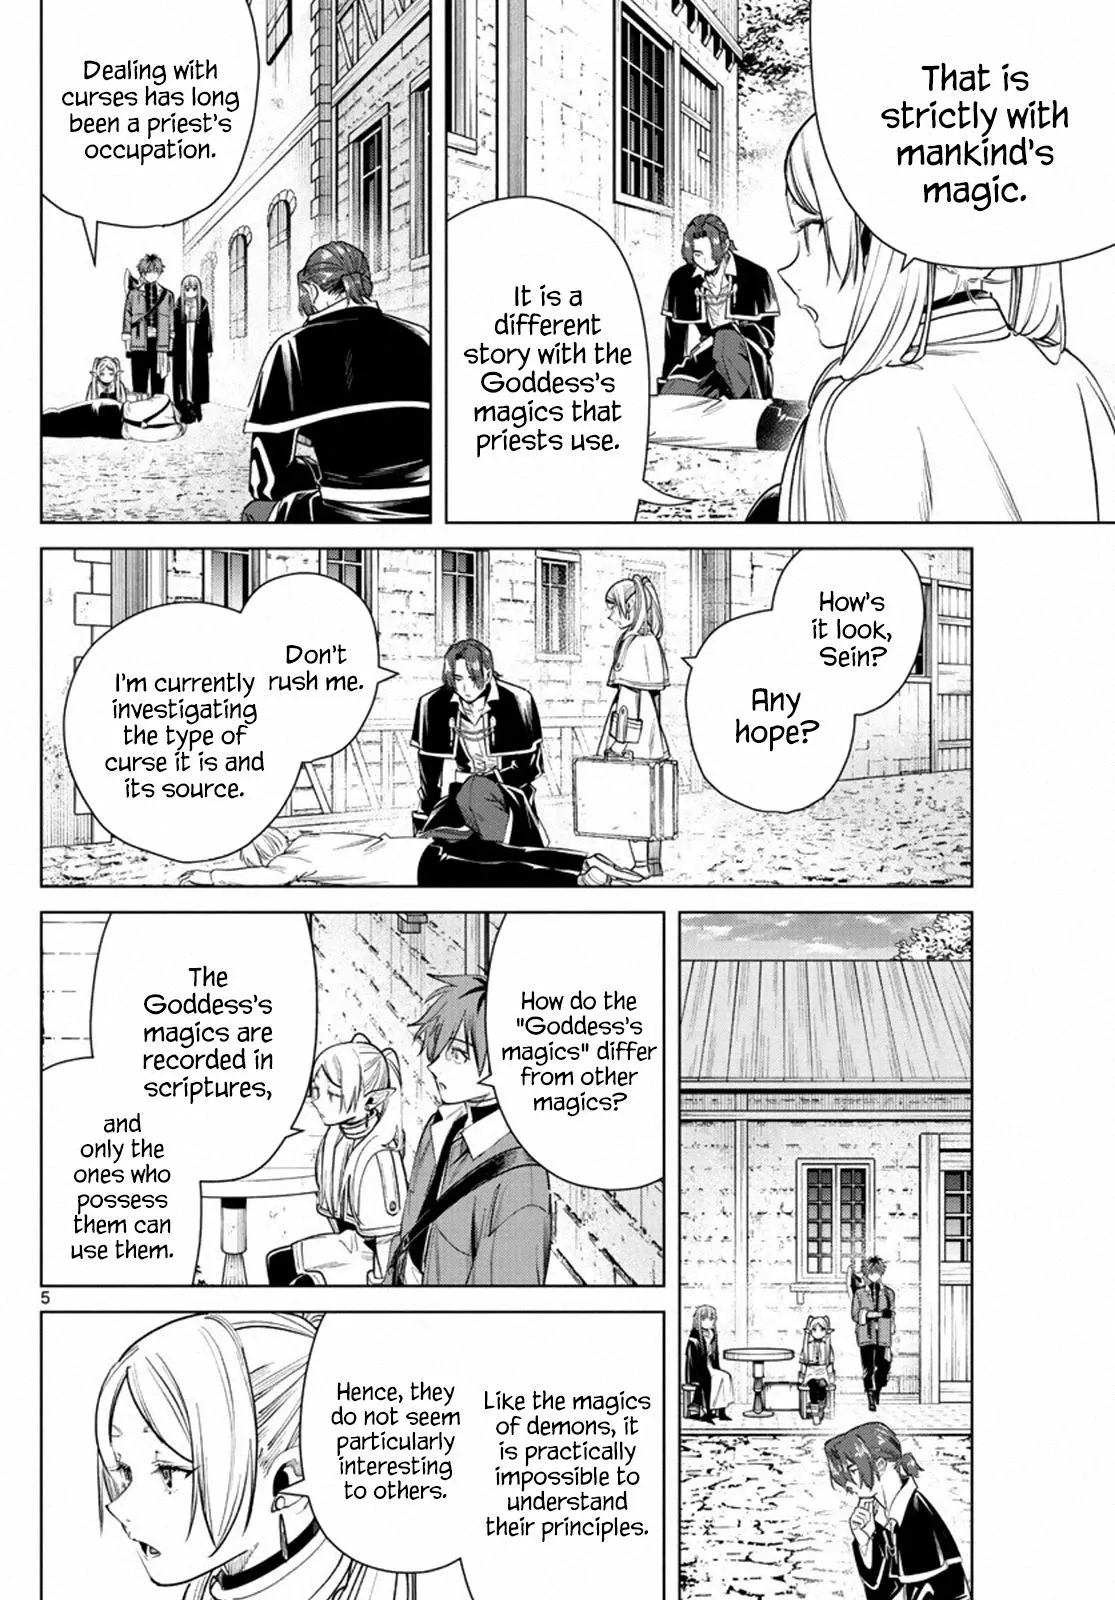 That is
strictly with
mankind's
magic.
It is a
different
story with the
Goddess's
magics that
priests use.
Dealing with
curses has long
been a priest's
occupation.
How's
it look,
Sein?
Any
hope?
Don't
rush me.
I'm currently
investigating
the type of
curse it is and
its source.
How do the
"Goddess's
magics" differ
from other
magics?
The
Goddess's
magics are
recorded in
scriptures,
and
only the
ones who
possess
them can
use them.
5
Like the magics
of demons, it
is practically
impossible to
understand
their principles.
Hence, they
do not seem
particularly
interesting
to others.